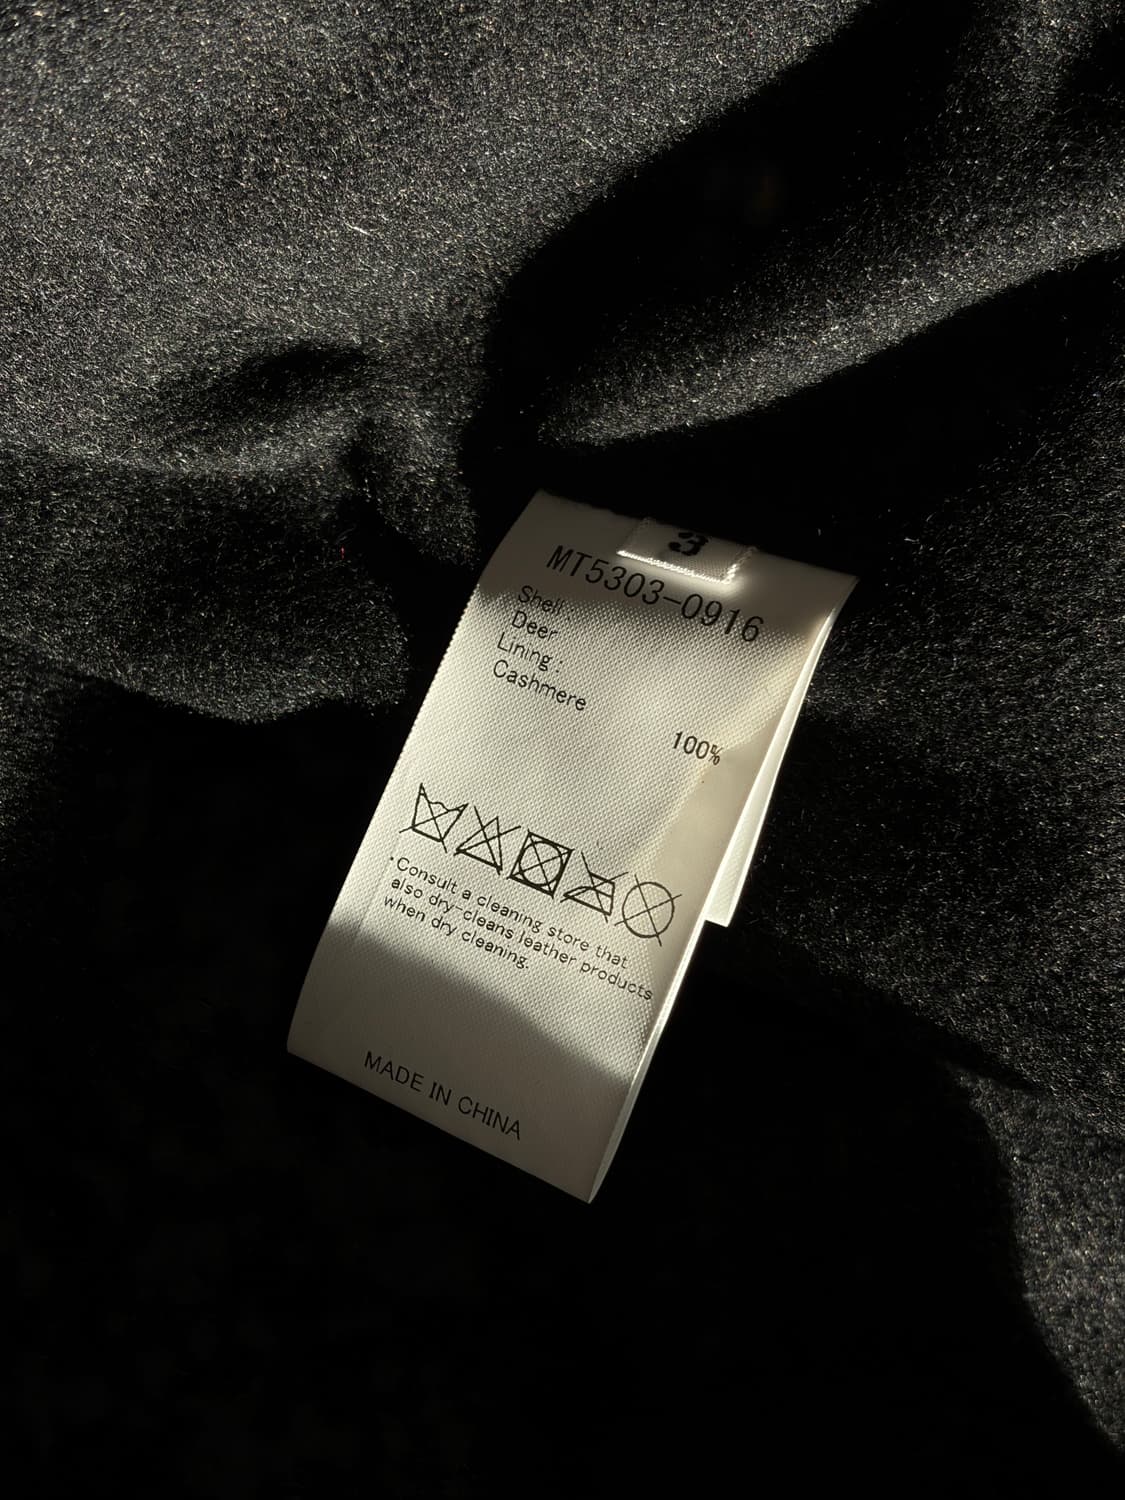 3
MT5303-0916
Shell:
Deer
Lining :
Cashmere
100%
・Consult a cleaning store that
also dry-cleans leather products
when dry cleaning.
MADE IN CHINA